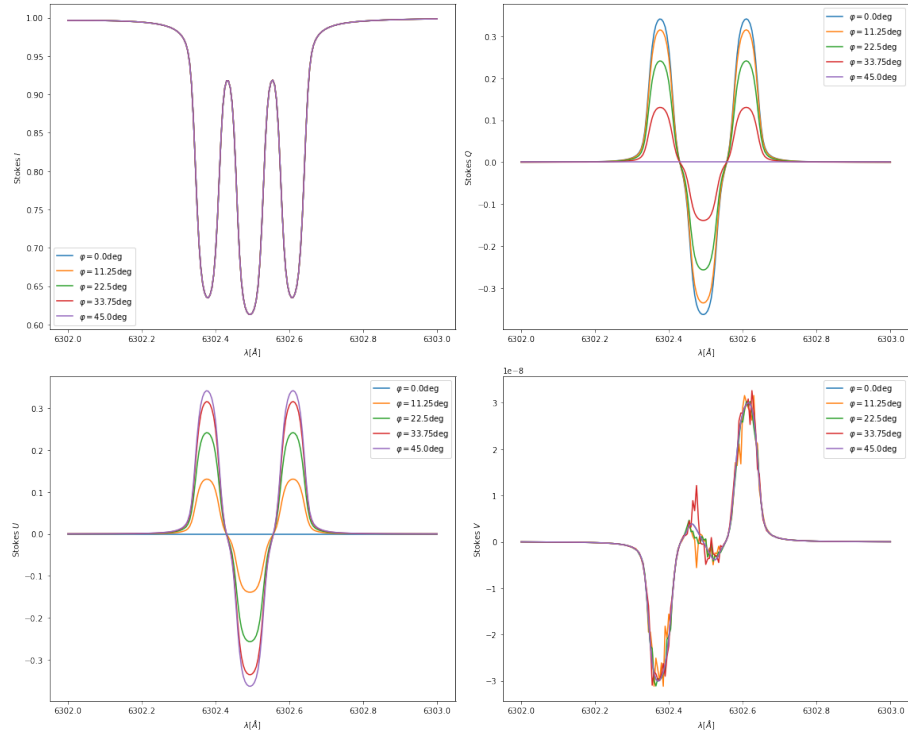 1.00
0.95
0.90
0.85
0.80
0.75
0.70
0.65
0.60
Stokes I
φ = 0.0deg
φ = 11.25deg
φ = 22.5deg
φ = 33.75deg
φ = 45.0deg
6302.0 6302.2 6302.4 6302.6 6302.8 6303.0
λ[Å]
0.3
0.2
0.1
0.0
−0.1
−0.2
−0.3
Stokes Q
φ = 0.0deg
φ = 11.25deg
φ = 22.5deg
φ = 33.75deg
φ = 45.0deg
6302.0 6302.2 6302.4 6302.6 6302.8 6303.0
λ[Å]
0.3
0.2
0.1
0.0
−0.1
−0.2
−0.3
Stokes U
φ = 0.0deg
φ = 11.25deg
φ = 22.5deg
φ = 33.75deg
φ = 45.0deg
6302.0 6302.2 6302.4 6302.6 6302.8 6303.0
λ[Å]
1e−8
3
2
1
0
−1
−2
−3
Stokes V
φ = 0.0deg
φ = 11.25deg
φ = 22.5deg
φ = 33.75deg
φ = 45.0deg
6302.0 6302.2 6302.4 6302.6 6302.8 6303.0
λ[Å]